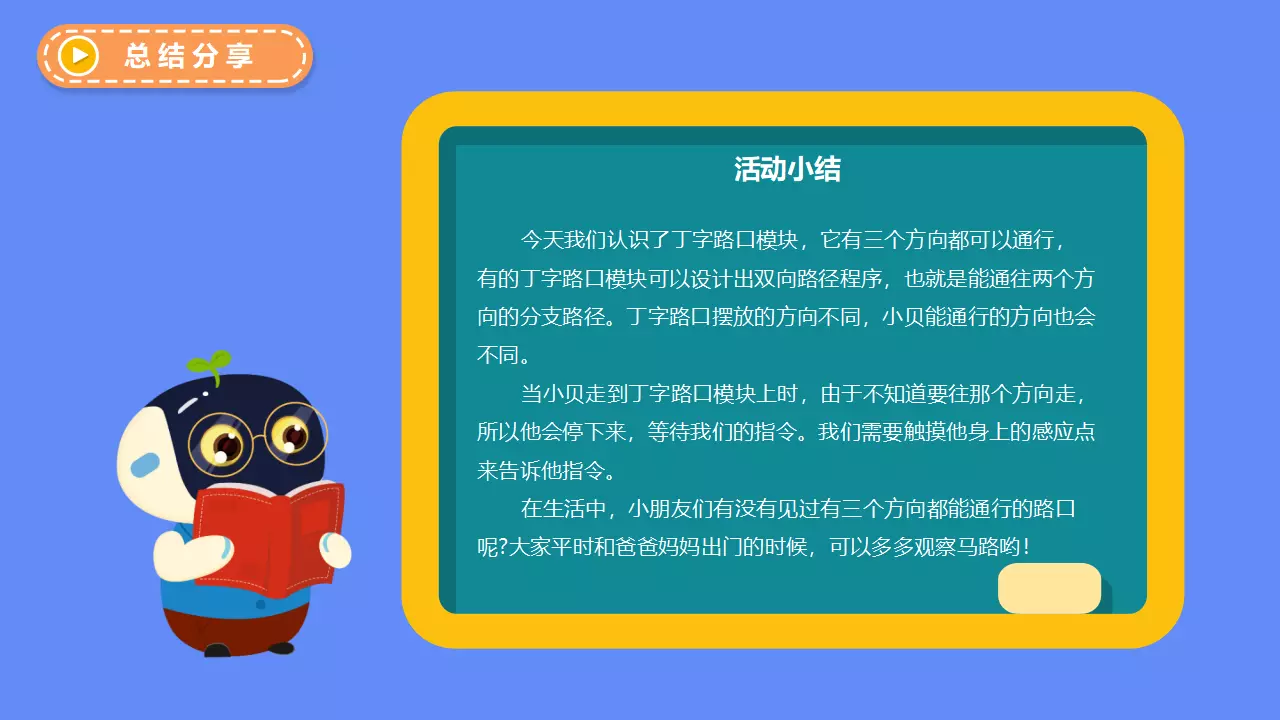 总结分享
活动小结
今天我们认识了丁字路口模块，它有三个方向都可以通行，
有的丁字路口模块可以设计出双向路径程序，也就是能通往两个方
向的分支路径。丁字路口摆放的方向不同，小贝能通行的方向也会
不同。
当小贝走到丁字路口模块上时，由于不知道要往那个方向走，
所以他会停下来，等待我们的指令。我们需要触摸他身上的感应点
来告诉他指令。
在生活中，小朋友们有没有见过有三个方向都能通行的路口
呢?大家平时和爸爸妈妈出门的时候，可以多多观察马路哟！